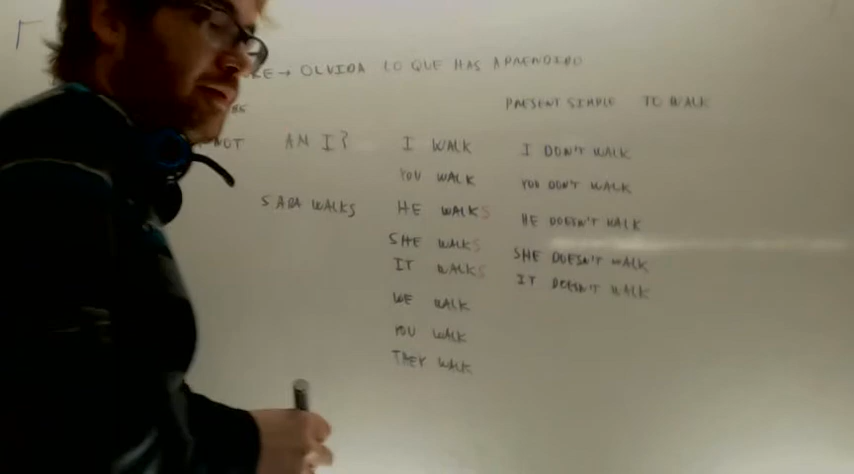 RE → OLVIDA LO QUE HAS APRENDIDO
PRESENT SIMPLE TO WALK
NOT AM I? I WALK I DON'T WALK
YOU WALK YOU DON'T WALK
SARA WALKS HE WALKS HE DOESN'T WALK
SHE WALKS SHE DOESN'T WALK
IT WALKS IT DOESN'T WALK
WE WALK
YOU WALK
THEY WALK